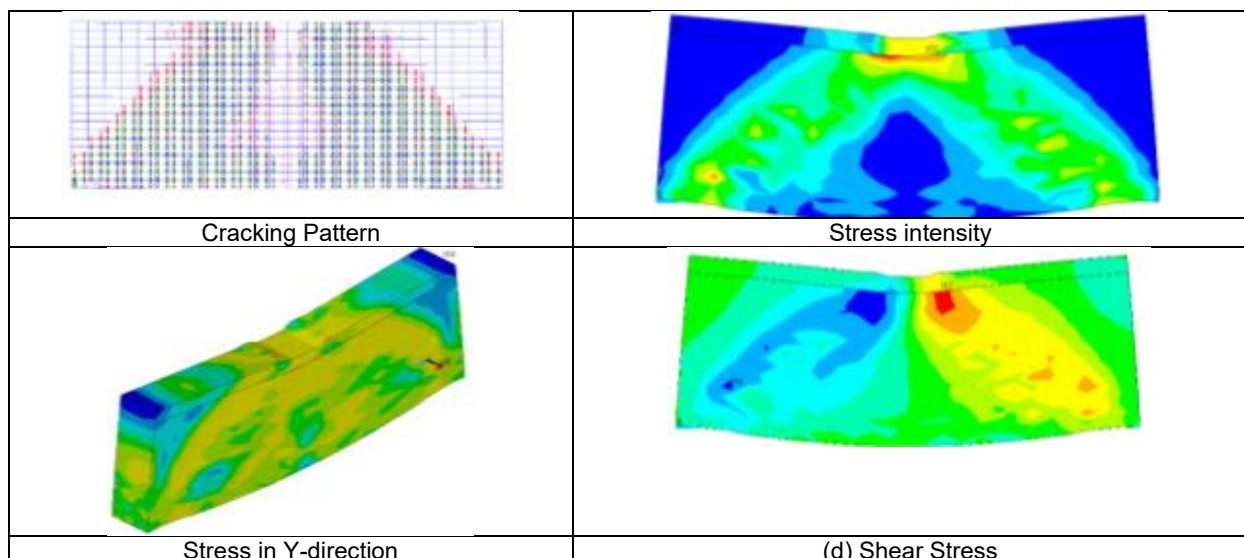 Cracking Pattern
Stress intensity
Stress in Y-direction
(d) Shear Stress